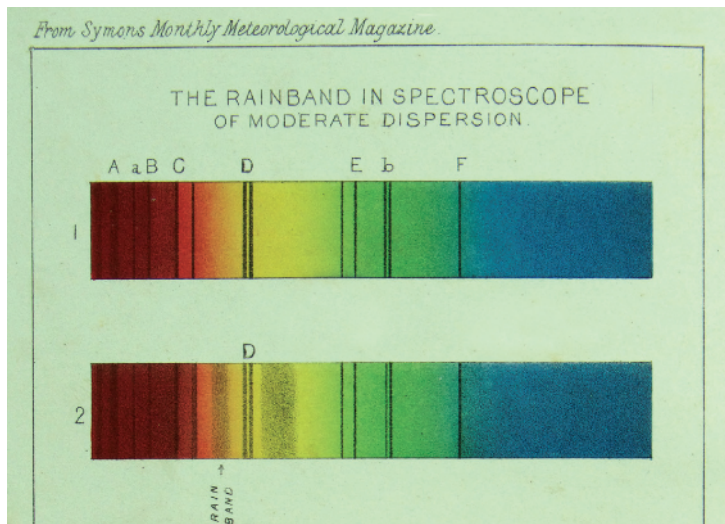 From Symons Monthly Meteorological Magazine.
THE RAINBAND IN SPECTROSCOPE
OF MODERATE DISPERSION.
A a B C D E b F
1
D
2
RAIN
BAND